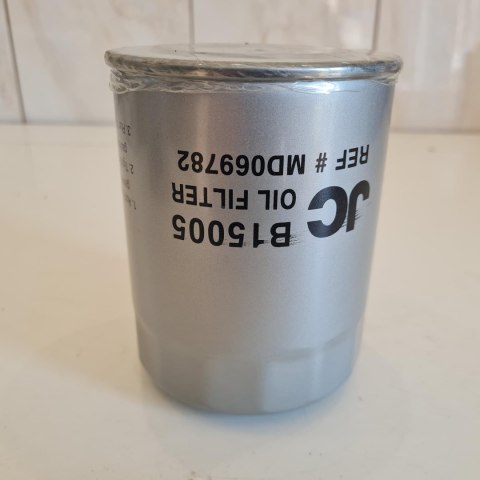 JC B15005
OIL FILTER
REF # MD069782